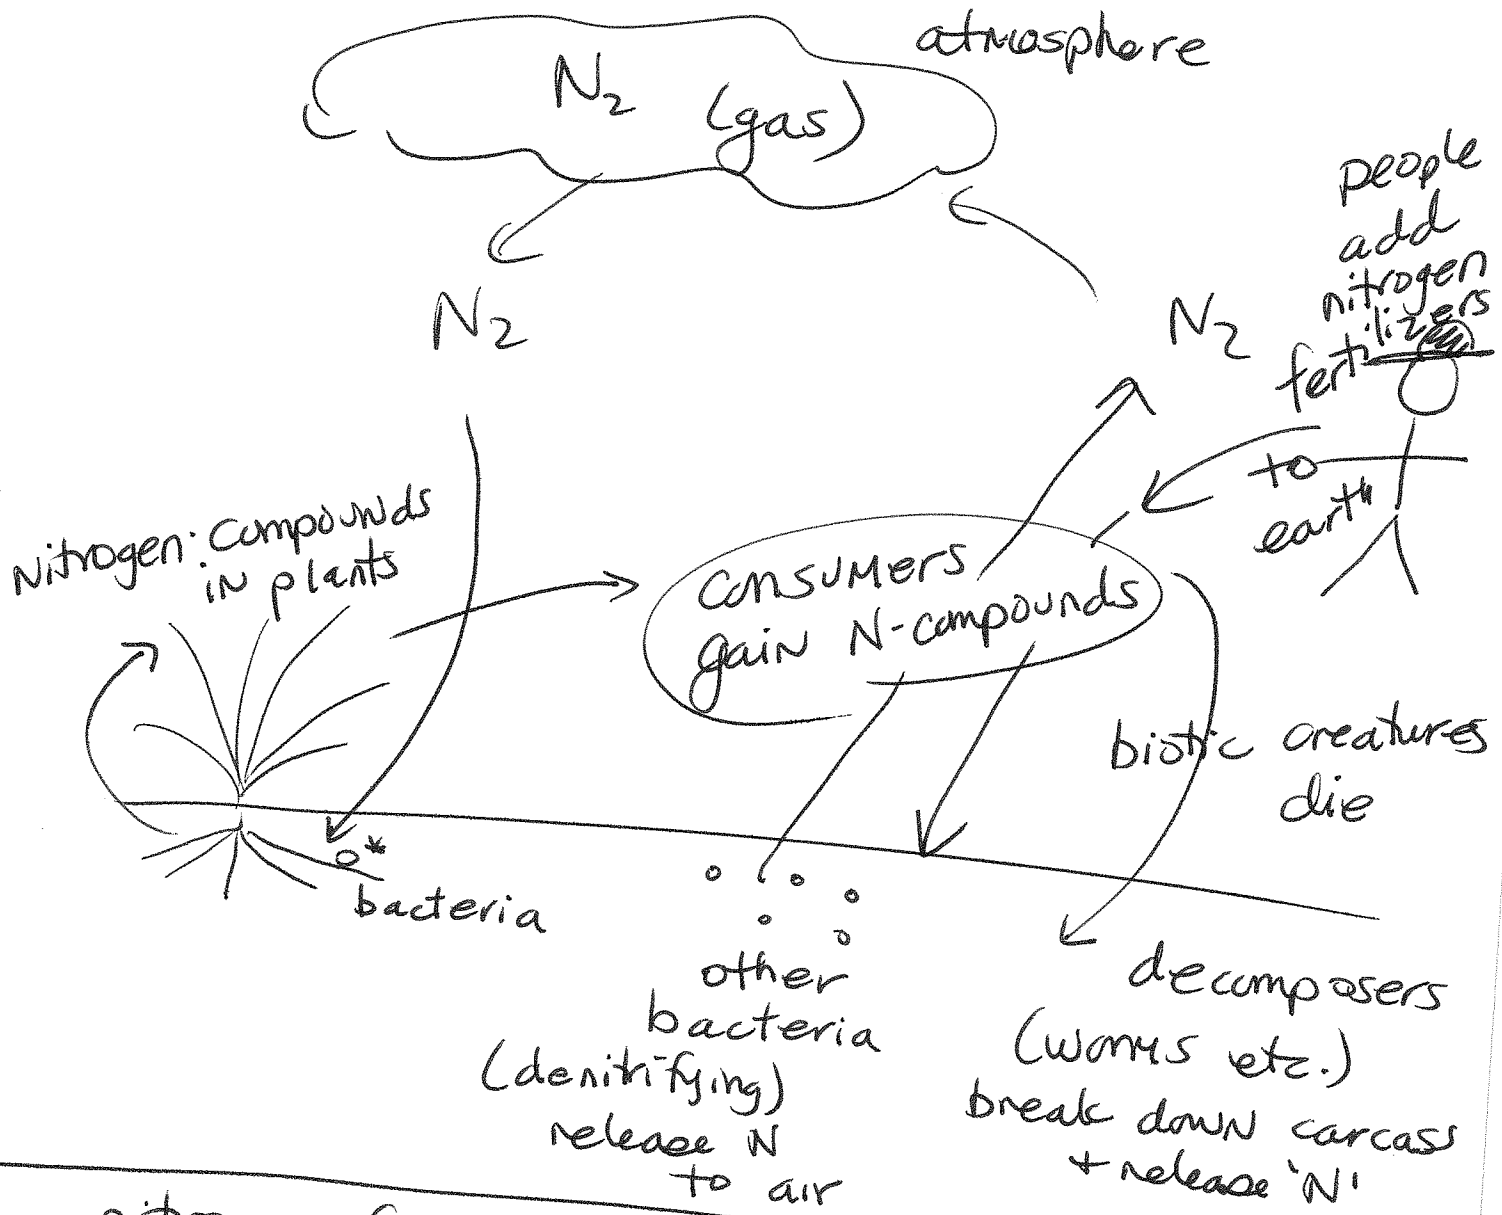 atmosphere
N2 (gas)
people
add
nitrogen
fertilizers
to
earth
N2
N2
Nitrogen. Compounds
in plants
consumers
gain N-compounds
biotic creatures
die
o*
bacteria
other
bacteria
(denitrifying)
release N
to air
decomposers
(worms etc.)
break down carcass
+ release 'N'